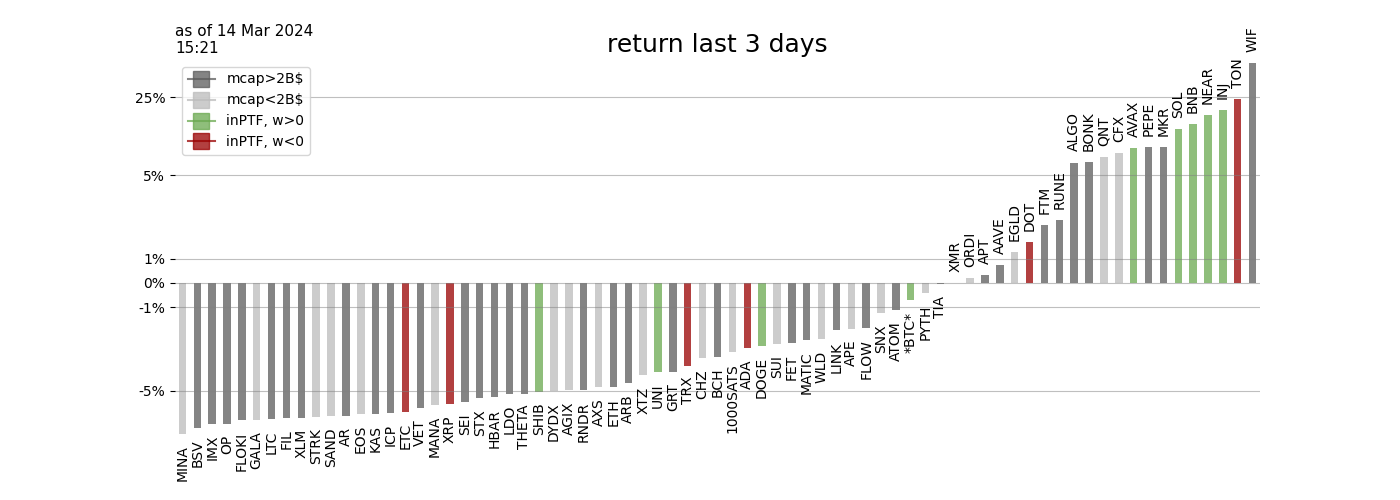 as of 14 Mar 2024
15:21
return last 3 days
mcap>2B$
mcap<2B$
inPTF, w>0
inPTF, w<0
25%
5%
1%
0%
-1%
-5%
MINA
BSV
IMX
OP
FLOKI
GALA
LTC
FIL
XLM
STRK
SAND
AR
EOS
KAS
ICP
ETC
VET
MANA
XRP
SEI
STX
HBAR
LDO
THETA
SHIB
DYDX
AGIX
RNDR
AXS
ETH
ARB
XTZ
UNI
GRT
TRX
CHZ
BCH
1000SATS
ADA
DOGE
SUI
FET
MATIC
WLD
LINK
APE
FLOW
SNX
ATOM
*BTC*
PYTH
TIA
XMR
ORDI
APT
AAVE
EGLD
DOT
FTM
RUNE
ALGO
BONK
QNT
CFX
AVAX
PEPE
MKR
SOL
BNB
NEAR
INJ
TON
WIF